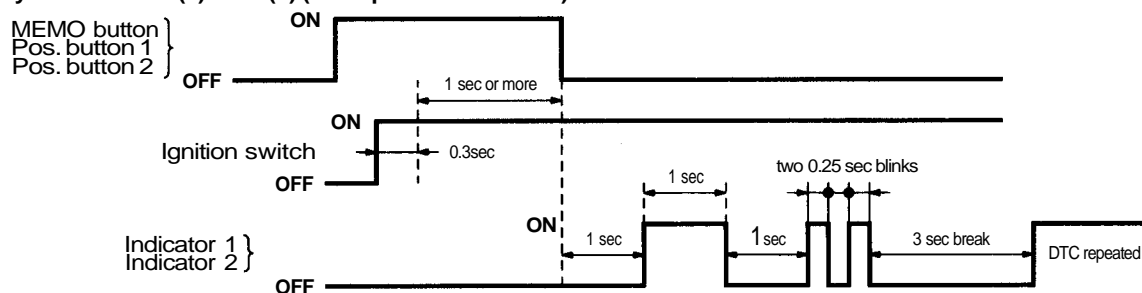 MEMO button
Pos. button 1
Pos. button 2
ON
OFF
1 sec or more
Ignition switch
ON
OFF
0.3sec
1 sec
two 0.25 sec blinks
Indicator 1
Indicator 2
ON
OFF
1 sec
1 sec
3 sec break
DTC repeated